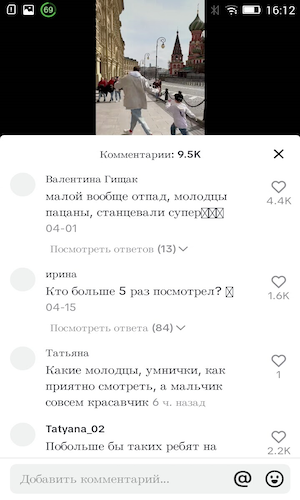 69
16:12
Комментарии: 9.5K
Валентина Гищак
малой вообще отпад, молодцы
пацаны, станцевали супер
4.4K
04-01
Посмотреть ответов (13)
ирина
Кто больше 5 раз посмотрел?
1.6K
04-15
Посмотреть ответа (84)
Татьяна
Какие молодцы, умнички, как
приятно смотреть, а мальчик
1
совсем красавчик 6 ч. назад
Tatyana_02
Побольше бы таких ребят на
2.2K
Добавить комментарий...